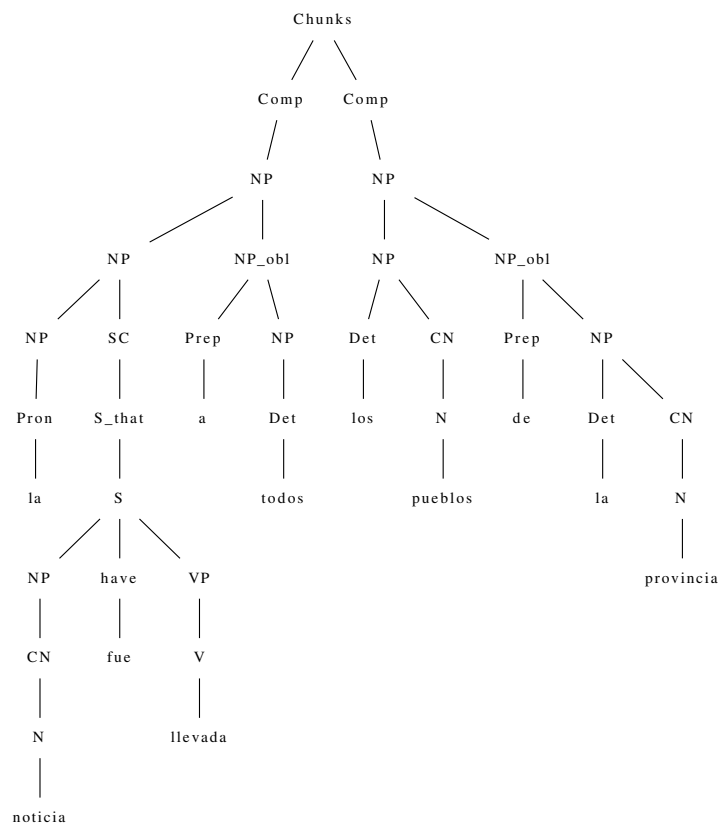 Chunks
Comp Comp
NP NP
NP NP_obl NP NP_obl
NP SC Prep NP Det CN Prep NP
Pron S_that a Det los N de Det CN
la S todos pueblos la N
NP have VP provincia
CN fue V
N llevada
noticia